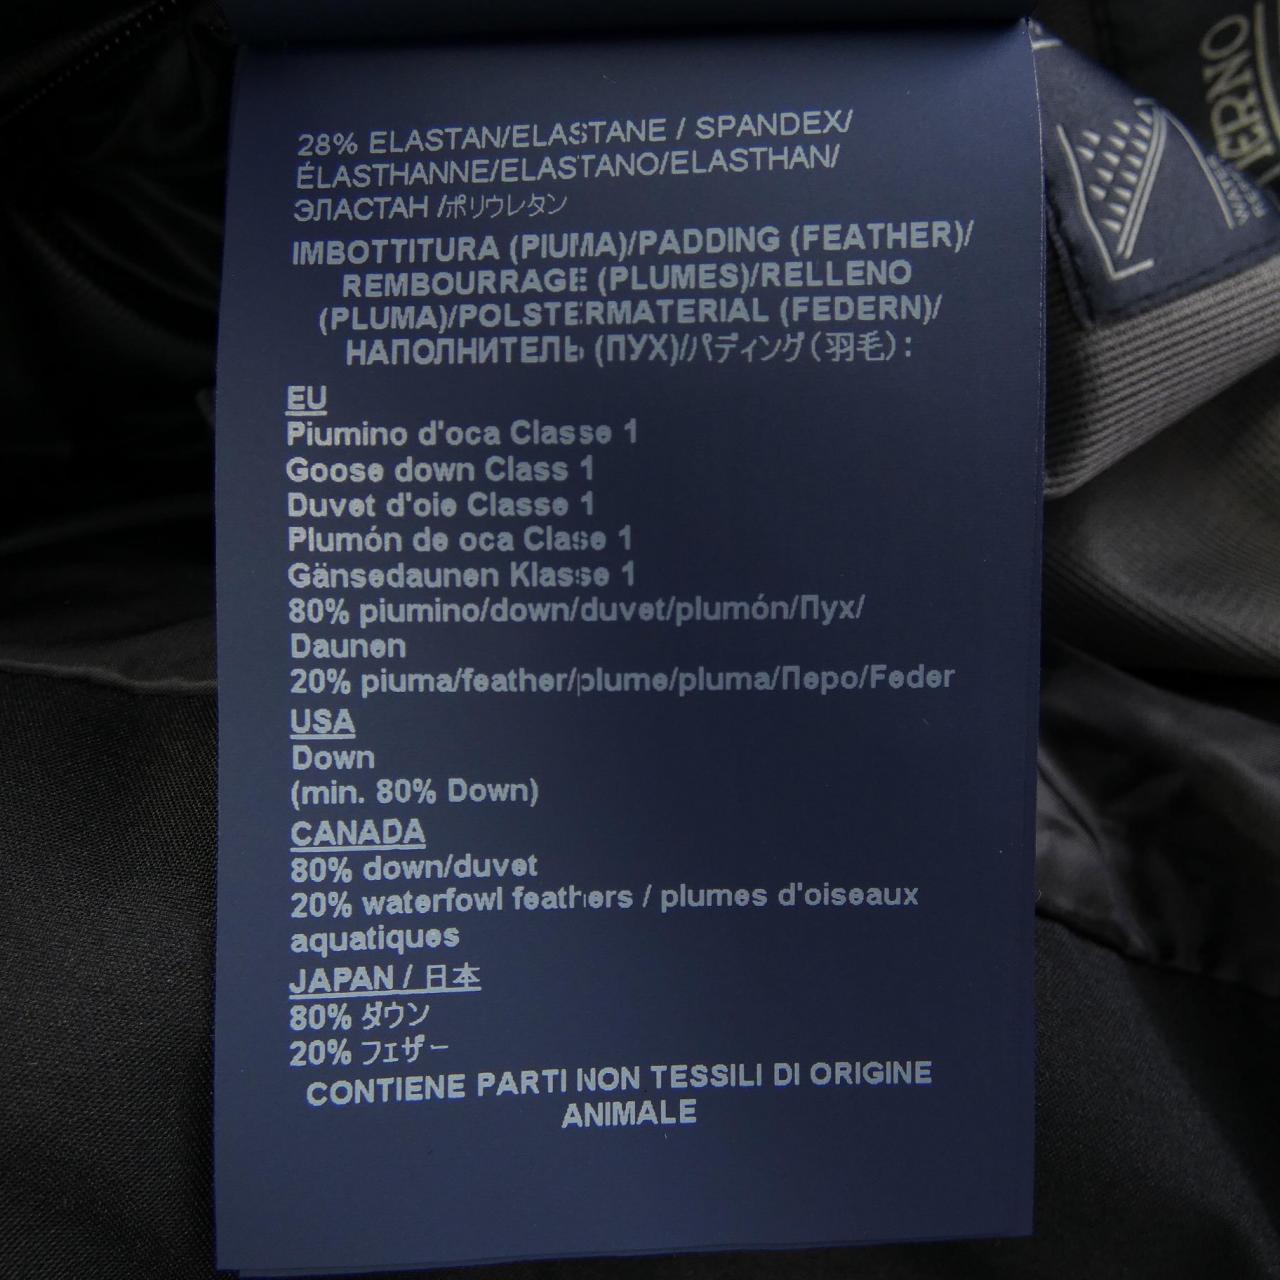 28% ELASTAN/ELASTANE / SPANDEX/
ÉLASTHANNE/ELASTANO/ELASTHAN/
ЭЛАСТАН /ポリウレタン
IMBOTTITURA (PIUMA)/PADDING (FEATHER)/
REMBOURRAGE (PLUMES)/RELLENO
(PLUMA)/POLSTERMATERIAL (FEDERN)/
НАПОЛНИТЕЛЬ (ПУХ)/パディング(羽毛):
EU
Piumino d'oca Classe 1
Goose down Class 1
Duvet d'oie Classe 1
Plumón de oca Clase 1
Gänsedaunen Klasse 1
80% piumino/down/duvet/plumón/Пух/
Daunen
20% piuma/feather/plume/pluma/Перо/Feder
USA
Down
(min. 80% Down)
CANADA
80% down/duvet
20% waterfowl feathers / plumes d'oiseaux
aquatiques
JAPAN / 日本
80% ダウン
20% フェザー
CONTIENE PARTI NON TESSILI DI ORIGINE
ANIMALE